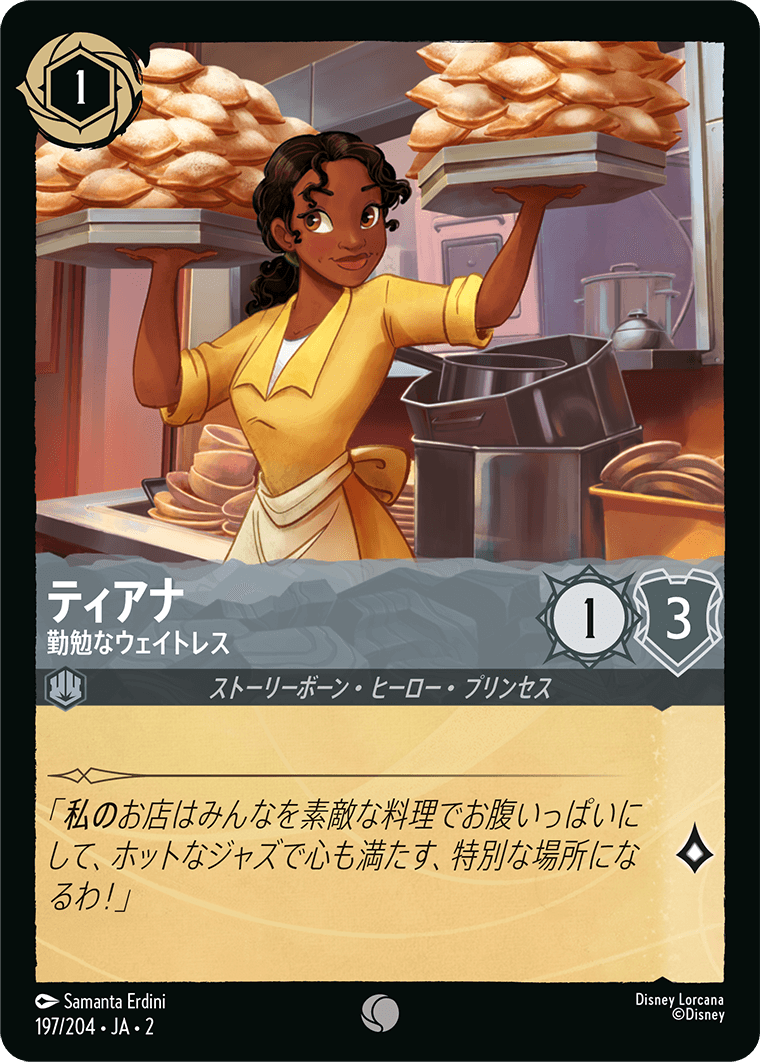 1
ティアナ
勤勉なウェイトレス
1
3
ストーリーボーン・ヒーロー・プリンセス
「私のお店はみんなを素敵な料理でお腹いっぱいに
して、ホットなジャズで心も満たす、特別な場所にな
るわ！」
Samanta Erdini
197/204・JA・2
Disney Lorcana
©Disney